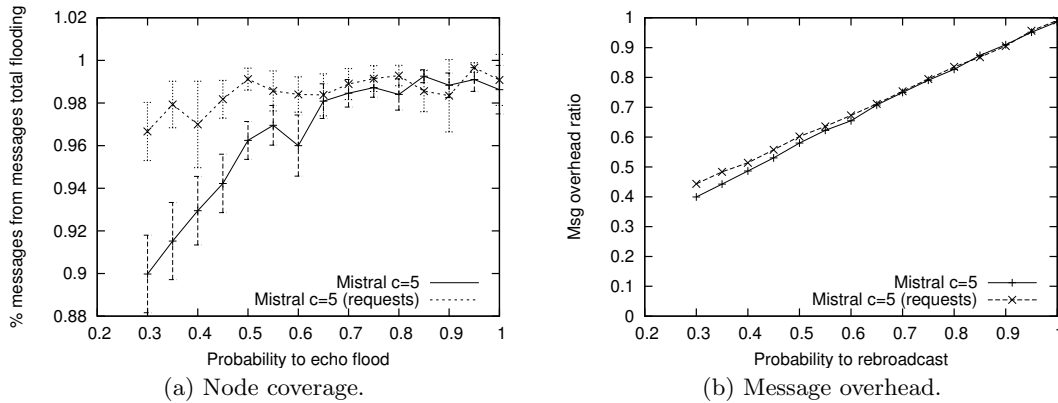 % messages from messages total flooding
1.02
1
0.98
0.96
0.94
0.92
0.9
0.88
Mistral c=5
Mistral c=5 (requests)
0.2 0.3 0.4 0.5 0.6 0.7 0.8 0.9 1
Probability to echo flood
(a) Node coverage.
Msg overhead ratio
1
0.9
0.8
0.7
0.6
0.5
0.4
0.3
0.2
0.1
0
Mistral c=5
Mistral c=5 (requests)
0.2 0.3 0.4 0.5 0.6 0.7 0.8 0.9 1
Probability to rebroadcast
(b) Message overhead.